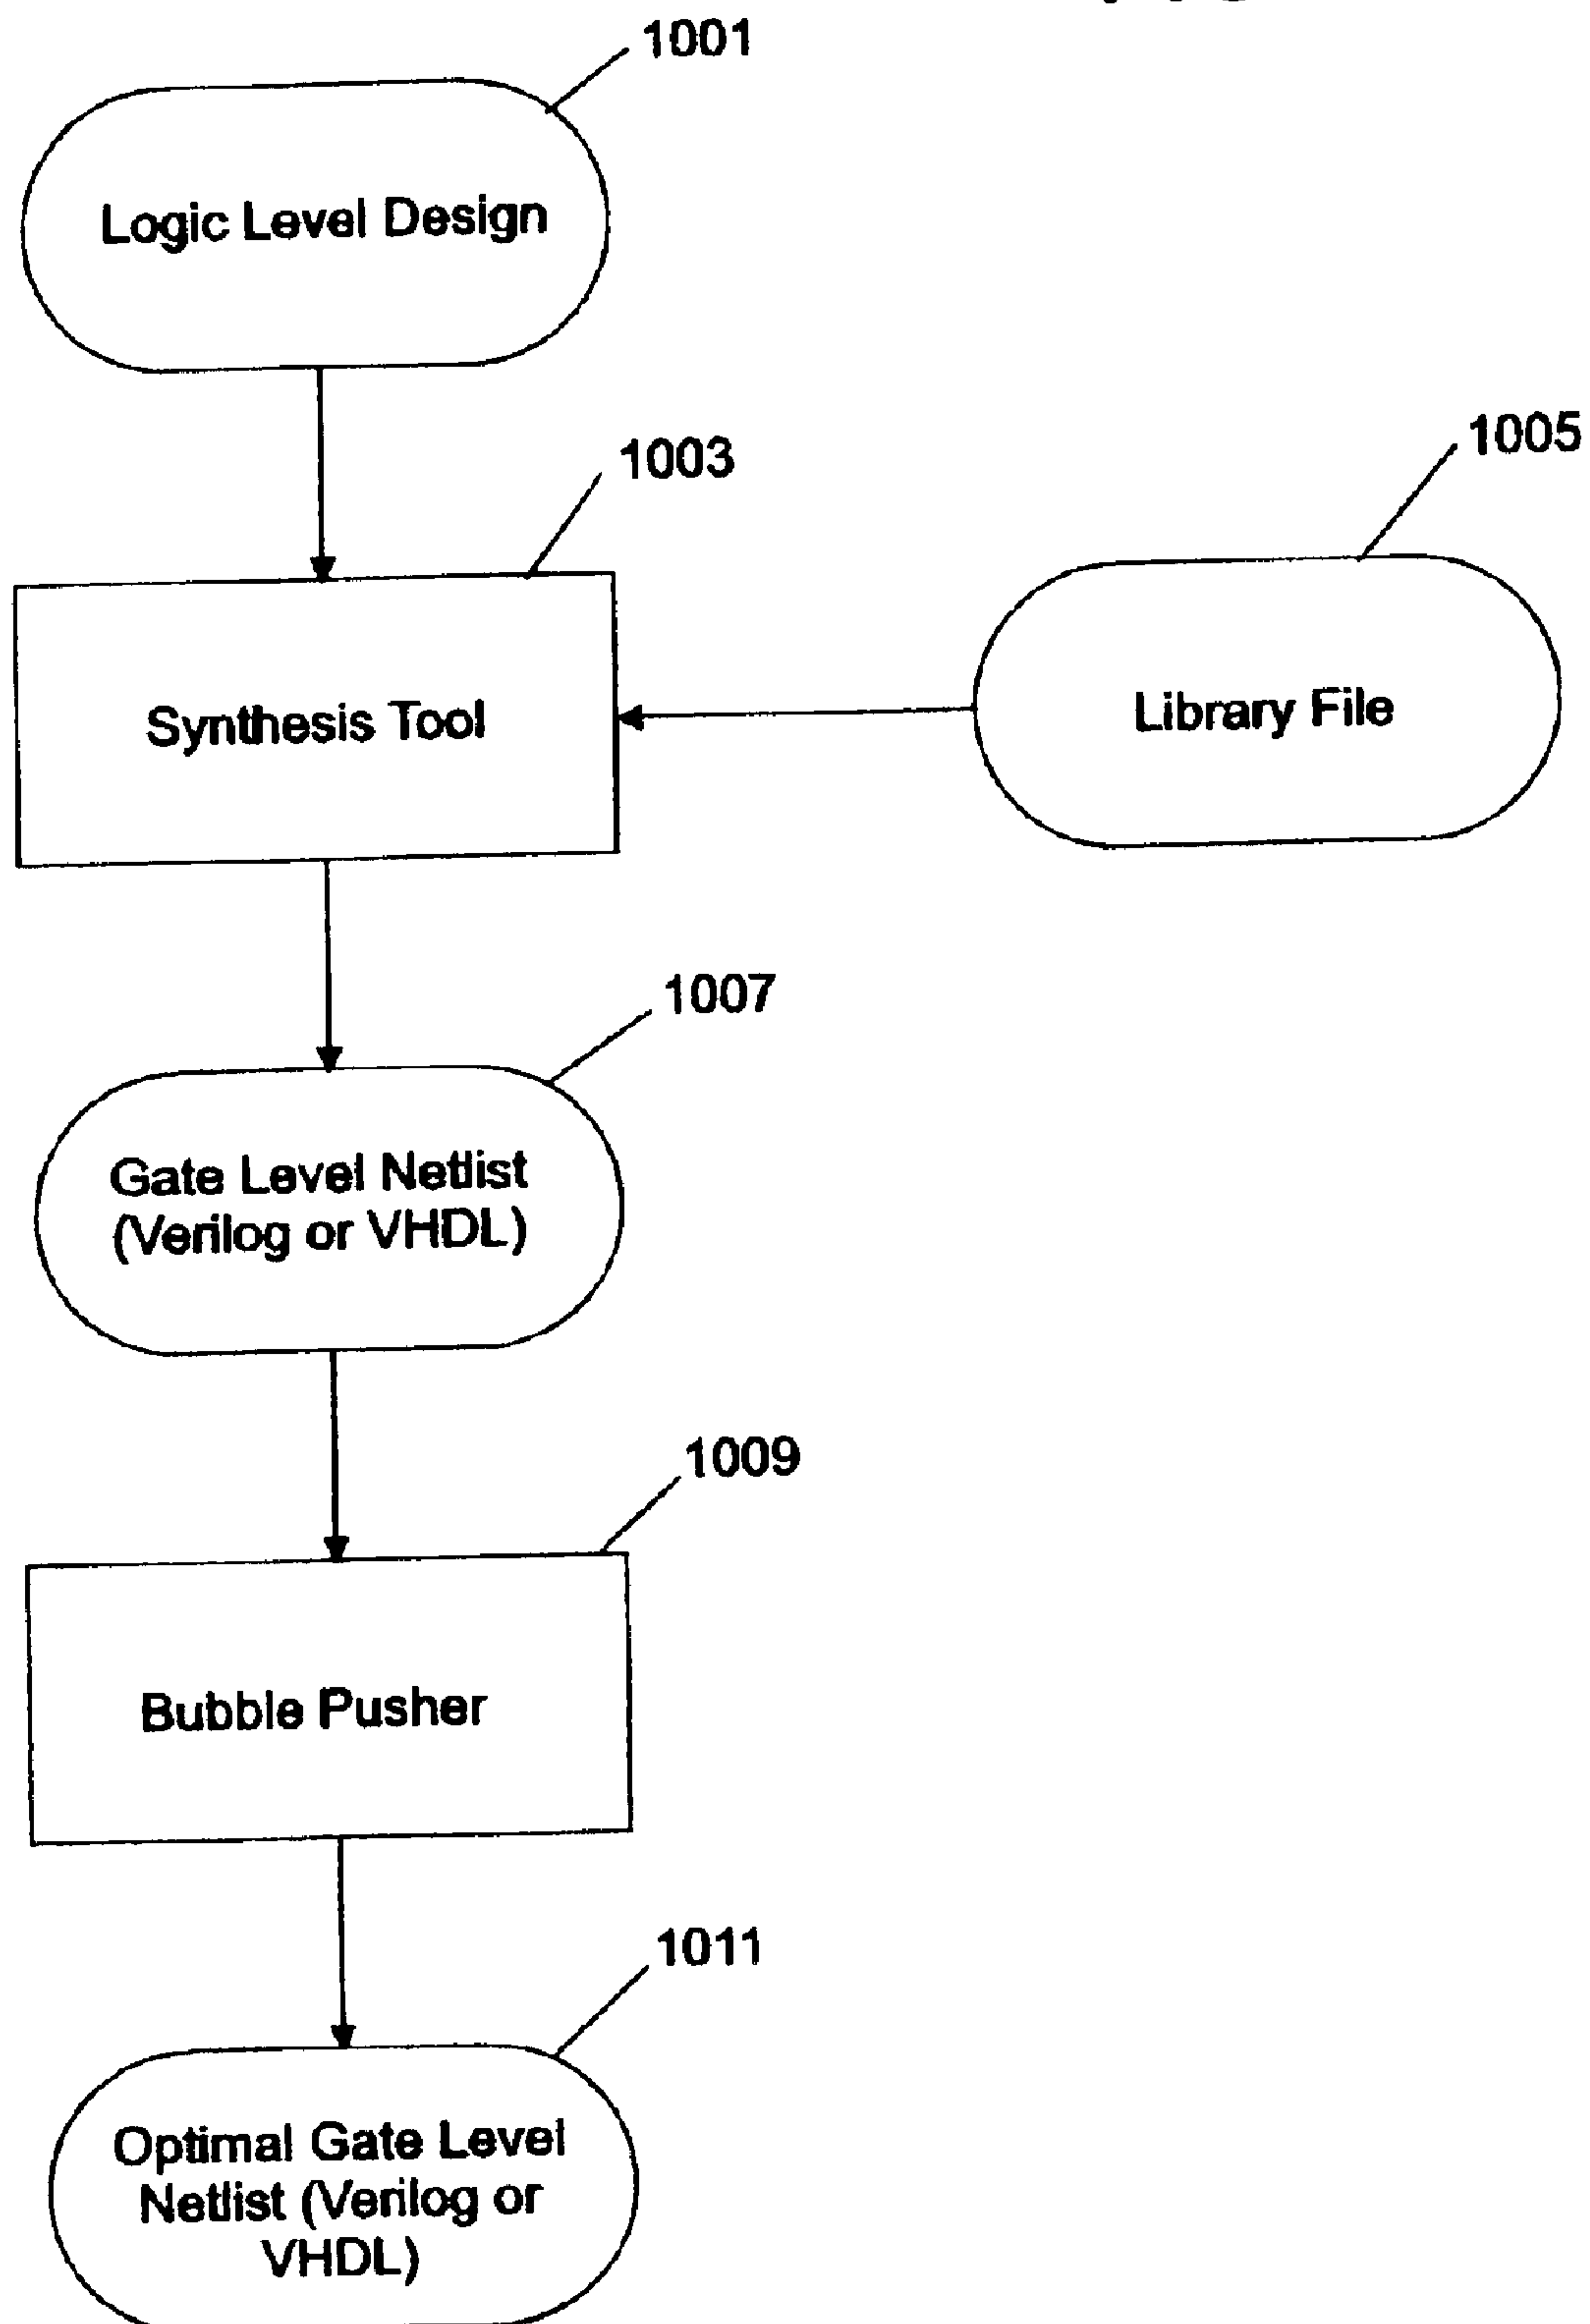 1001
Logic Level Design
1003
1005
Synthesis Tool
Library File
1007
Gate Level Netlist
(Verilog or VHDL)
1009
Bubble Pusher
1011
Optimal Gate Level
Netlist (Verilog or
VHDL)